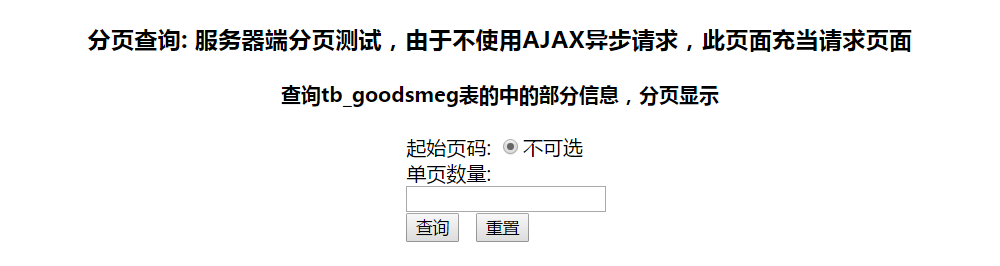 分页查询: 服务器端分页测试，由于不使用AJAX异步请求，此页面充当请求页面
查询tb_goodsmeg表的中的部分信息，分页显示
起始页码: 不可选
单页数量:
查询 重置